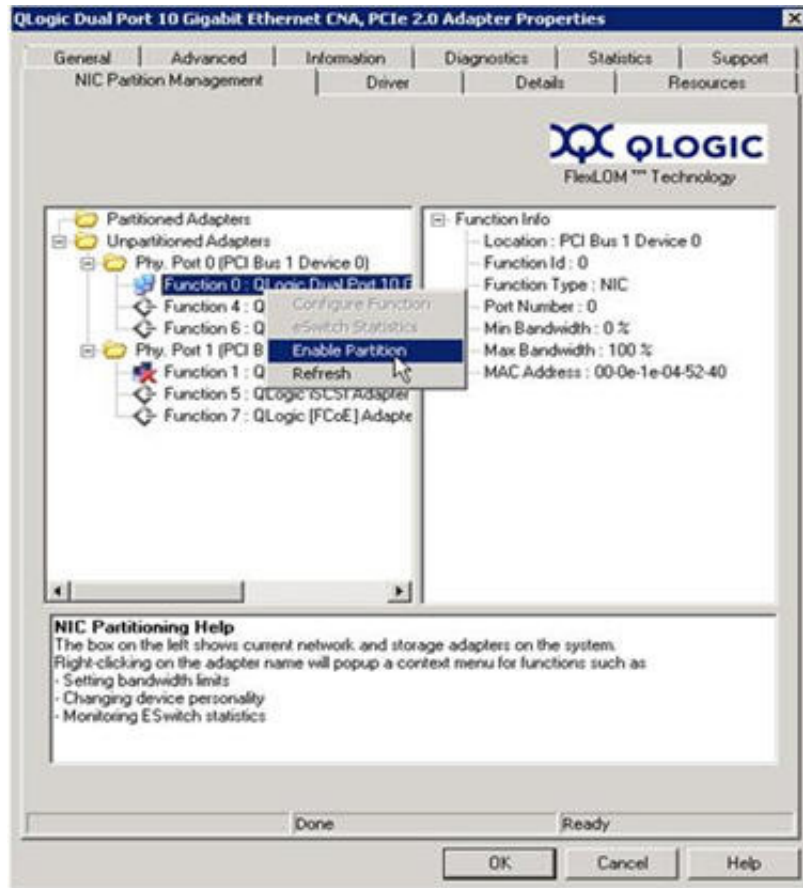 QLogic Dual Port 10 Gigabit Ethernet CNA, PCIe 2.0 Adapter Properties
General Advanced Information Diagnostics Statistics Support
NIC Partition Management Driver Details Resources
QLOGIC
FlexLOM ™ Technology
Partitioned Adapters
Unpartitioned Adapters
Phy. Port 0 (PCI Bus 1 Device 0)
Function 0 : QLogic Dual Port 10 G
Function 4 : Q
Function 6 : Q
Phy. Port 1 (PCI B
Function 1 : Q
Function 5 : QLogic iSCSI Adapter
Function 7 : QLogic [FCoE] Adapte
Configure Function
eSwitch Statistics
Enable Partition
Refresh
Function Info
Location : PCI Bus 1 Device 0
Function Id : 0
Function Type : NIC
Port Number : 0
Min Bandwidth : 0 %
Max Bandwidth : 100 %
MAC Address : 00-0e-1e-04-52-40
NIC Partitioning Help
The box on the left shows current network and storage adapters on the system.
Right-clicking on the adapter name will popup a context menu for functions such as
- Setting bandwidth limits
- Changing device personality
- Monitoring ESwitch statistics
Done Ready
OK Cancel Help